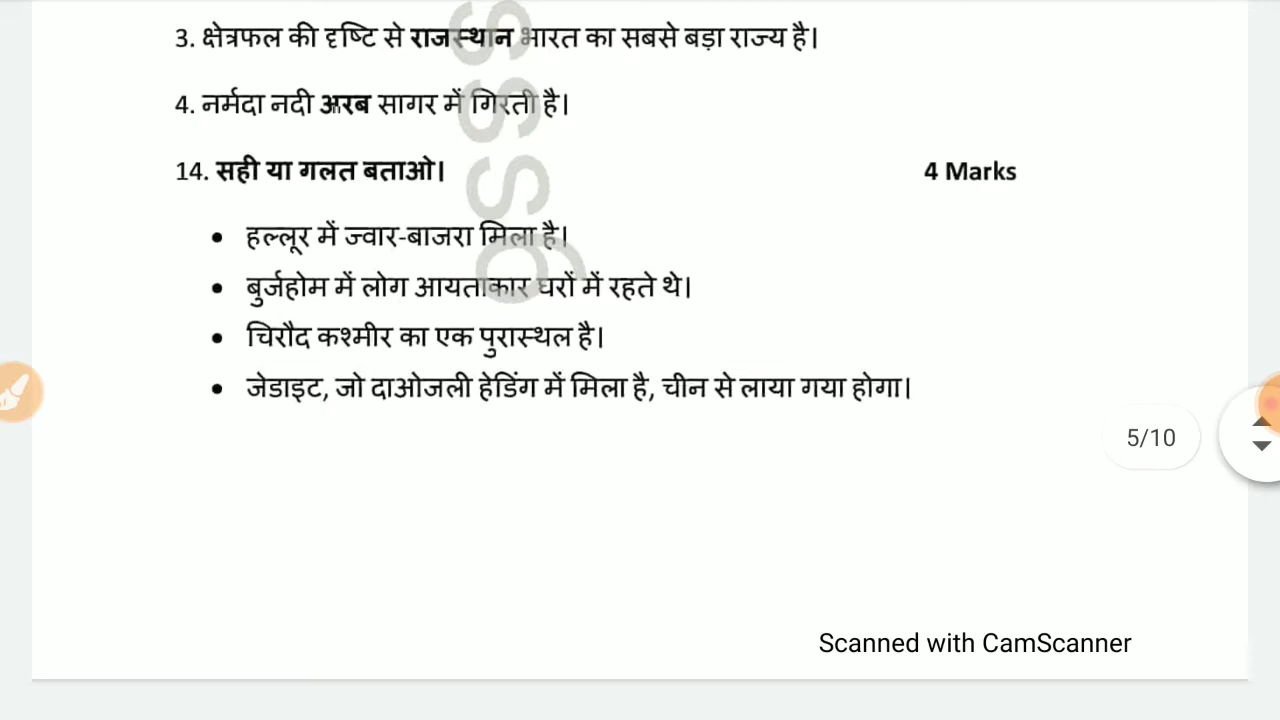 3. क्षेत्रफल की दृष्टि से राजस्थान भारत का सबसे बड़ा राज्य है।
4. नर्मदा नदी अरब सागर में गिरती है।
14. सही या गलत बताओ। 4 Marks
• हल्लूर में ज्वार-बाजरा मिला है।
• बुर्जहोम में लोग आयताकार घरों में रहते थे।
• चिरौद कश्मीर का एक पुरास्थल है।
• जेडाइट, जो दाओजली हेडिंग में मिला है, चीन से लाया गया होगा।
5/10
Scanned with CamScanner